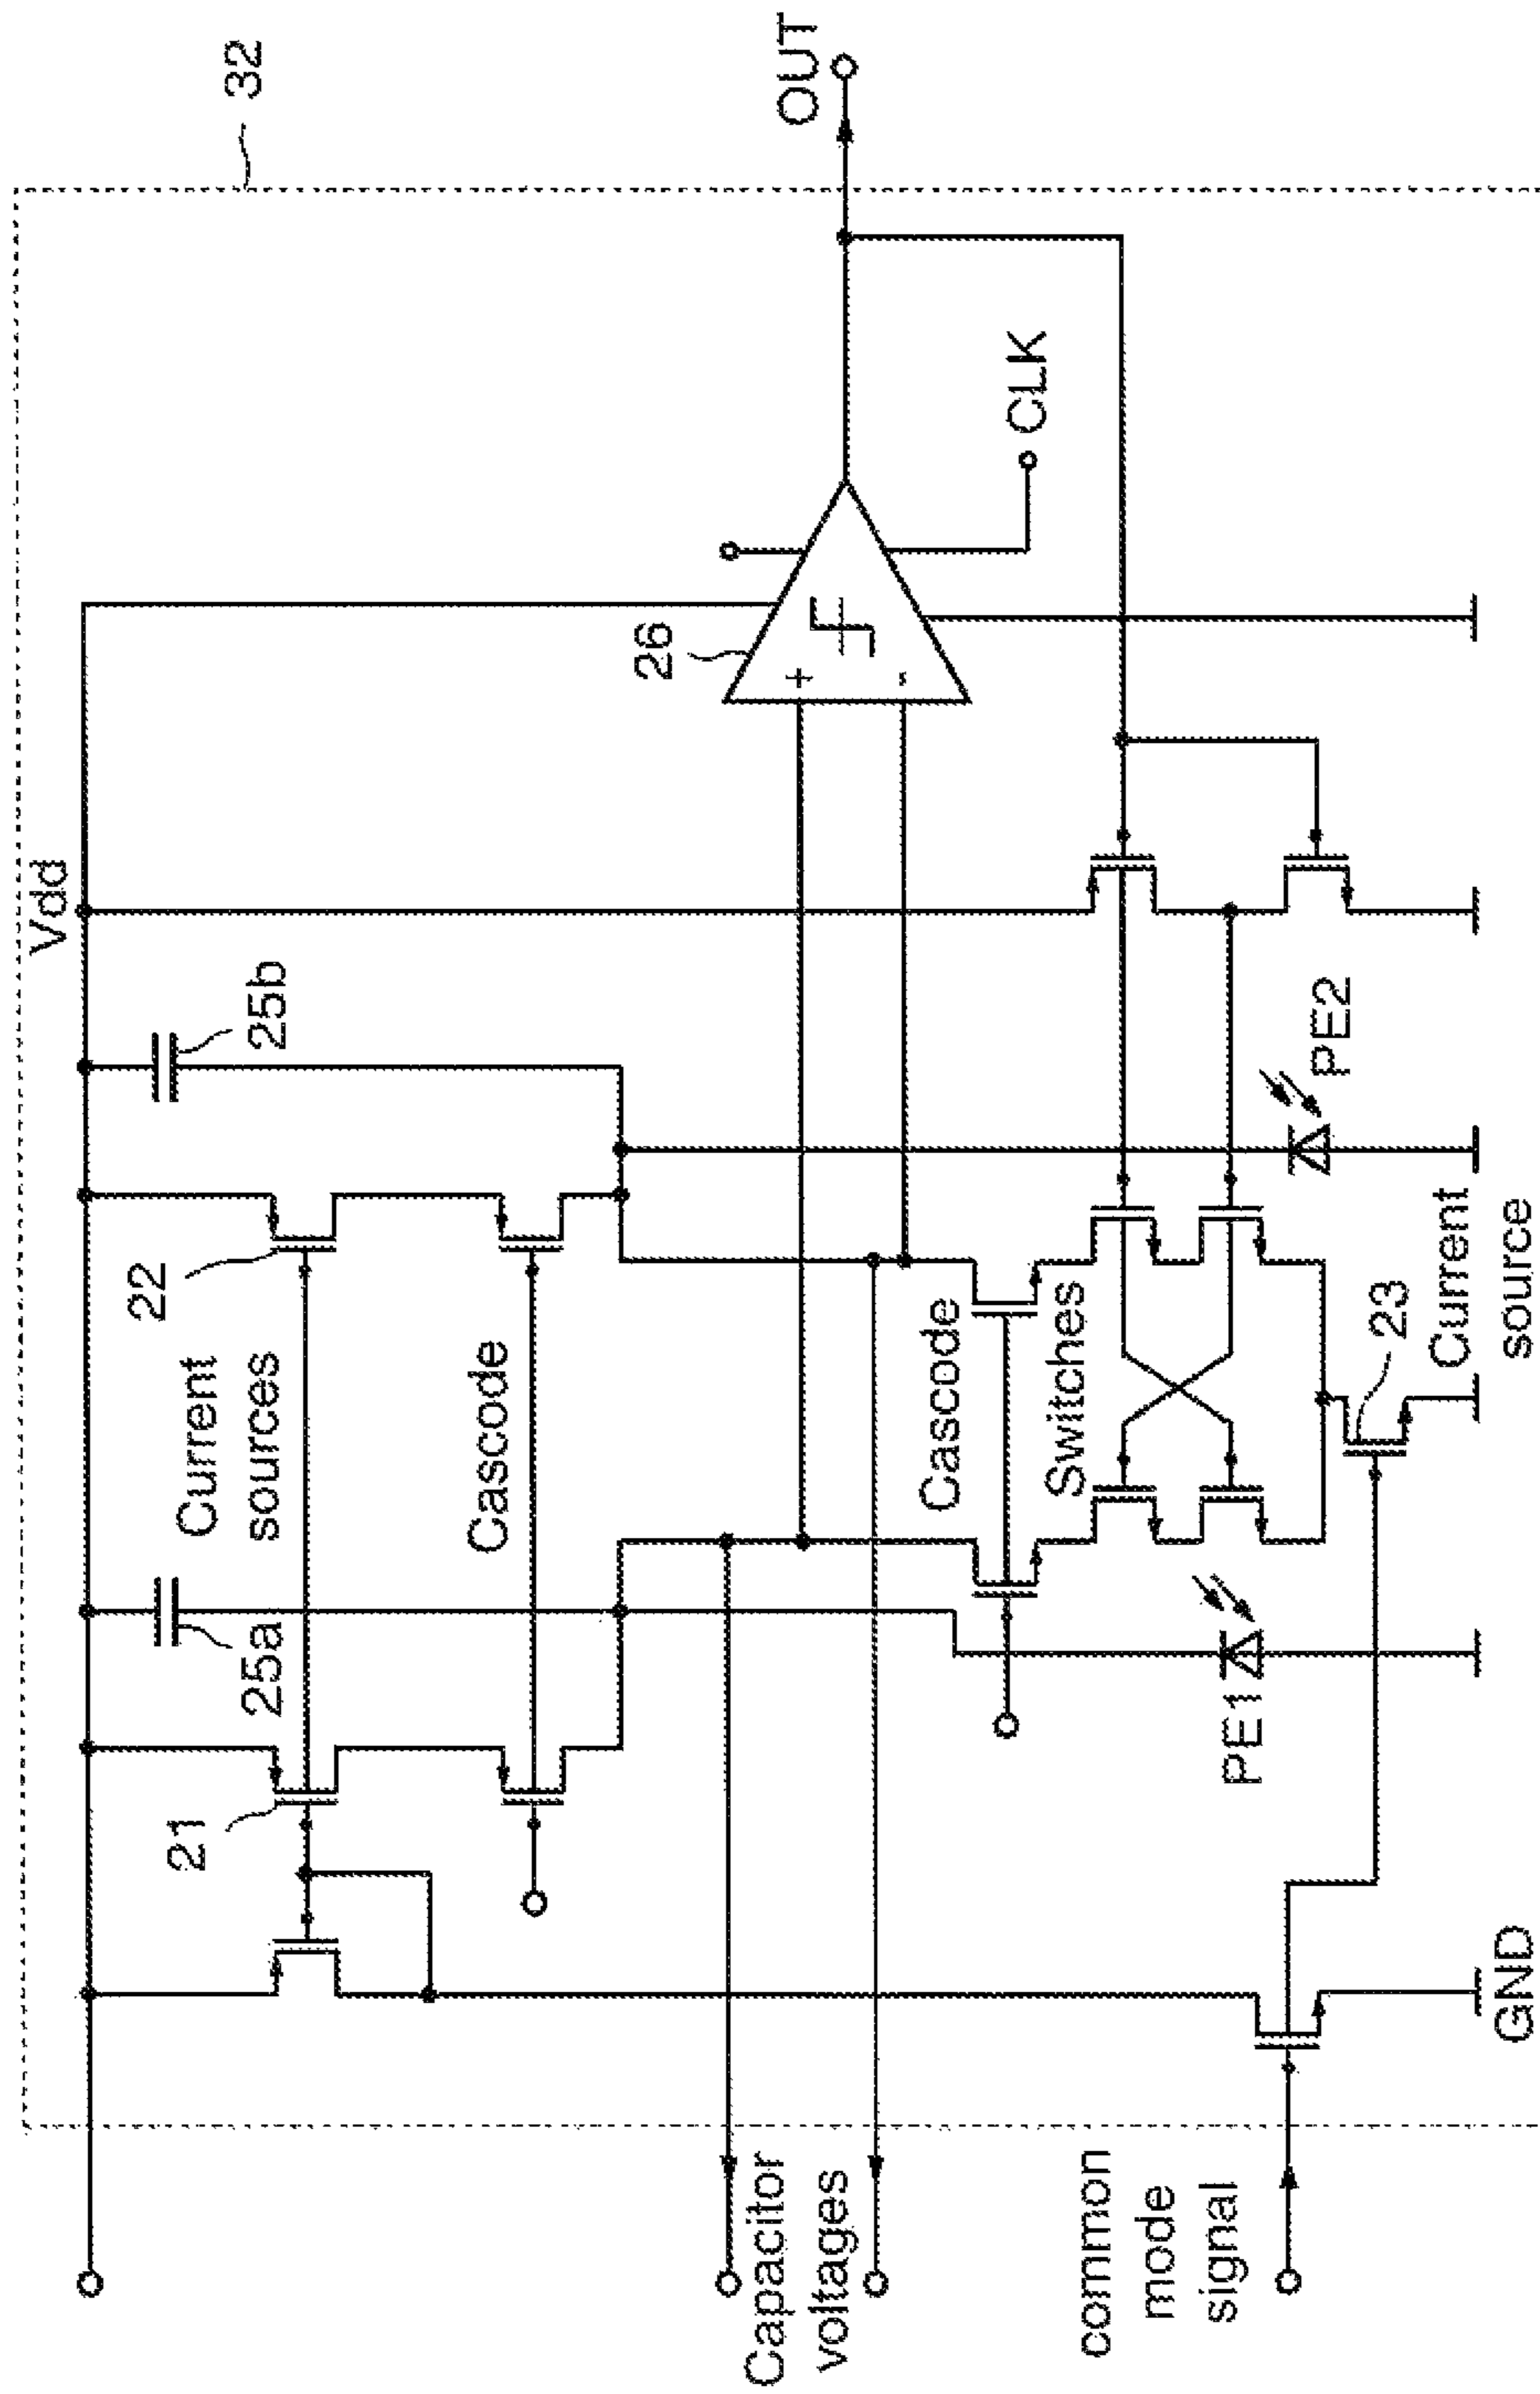 32
Vdd
25b
25a
22
21
Current
sources
Cascode
26
+
-
OUT
CLK
Capacitor
voltages
Cascode
Switches
PE2
PE1
23
Current
source
common
mode
signal
GND